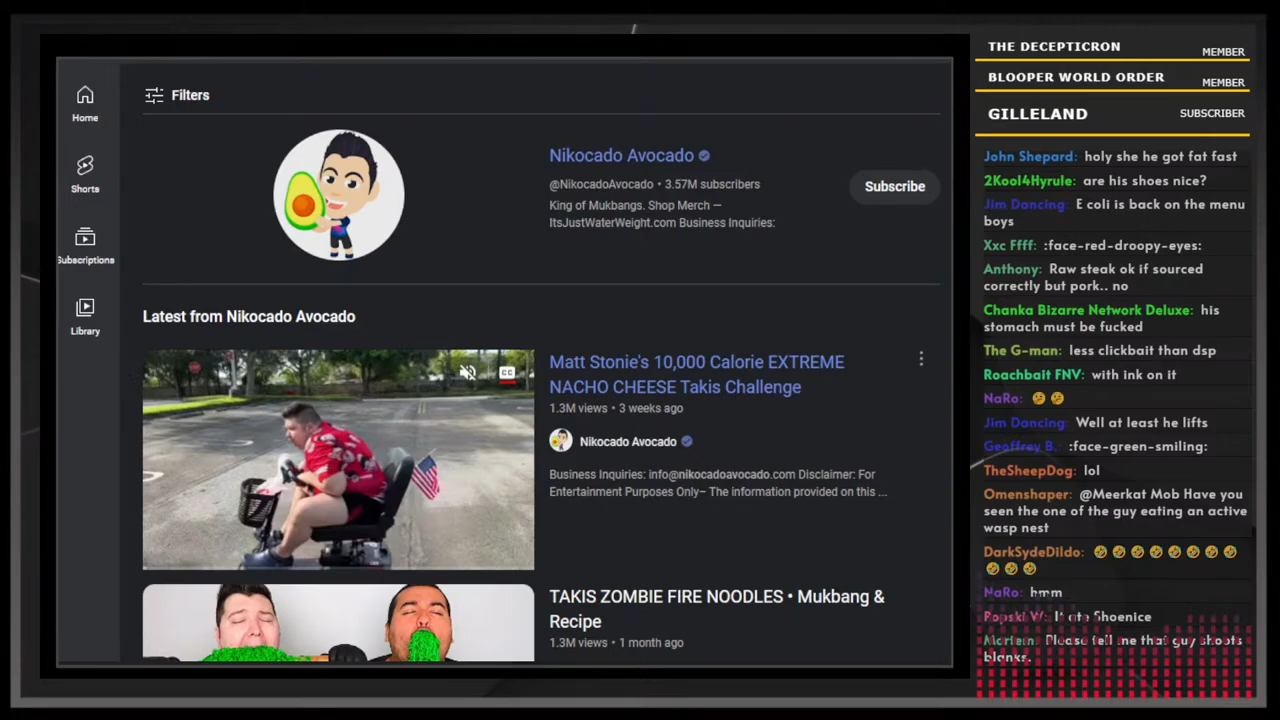 Home
Shorts
Subscriptions
Library
Filters
Nikocado Avocado
@NikocadoAvocado • 3.57M subscribers
King of Mukbangs. Shop Merch —
ItsJustWaterWeight.com Business Inquiries:
Subscribe
Latest from Nikocado Avocado
CC
Matt Stonie's 10,000 Calorie EXTREME
NACHO CHEESE Takis Challenge
1.3M views • 3 weeks ago
Nikocado Avocado
Business Inquiries: info@nikocadoavocado.com Disclaimer: For
Entertainment Purposes Only– The information provided on this ...
TAKIS ZOMBIE FIRE NOODLES • Mukbang &
Recipe
1.3M views • 1 month ago
THE DECEPTICRON MEMBER
BLOOPER WORLD ORDER MEMBER
GILLELAND SUBSCRIBER
John Shepard: holy she he got fat fast
2Kool4Hyrule: are his shoes nice?
Jim Dancing: E coli is back on the menu
boys
Xxc Ffff: :face-red-droopy-eyes:
Anthony: Raw steak ok if sourced
correctly but pork.. no
Chanka Bizarre Network Deluxe: his
stomach must be fucked
The G-man: less clickbait than dsp
Roachbait FNV: with ink on it
NaRo: 🫤🫤
Jim Dancing: Well at least he lifts
Geoffrey B.: :face-green-smiling:
TheSheepDog: lol
Omenshaper: @Meerkat Mob Have you
seen the one of the guy eating an active
wasp nest
DarkSydeDildo: 🤣🤣🤣🤣🤣🤣🤣🤣
🤣🤣🤣
NaRo: hmm
It ate Shoenice
Please tell me that guy shoots
blanks.